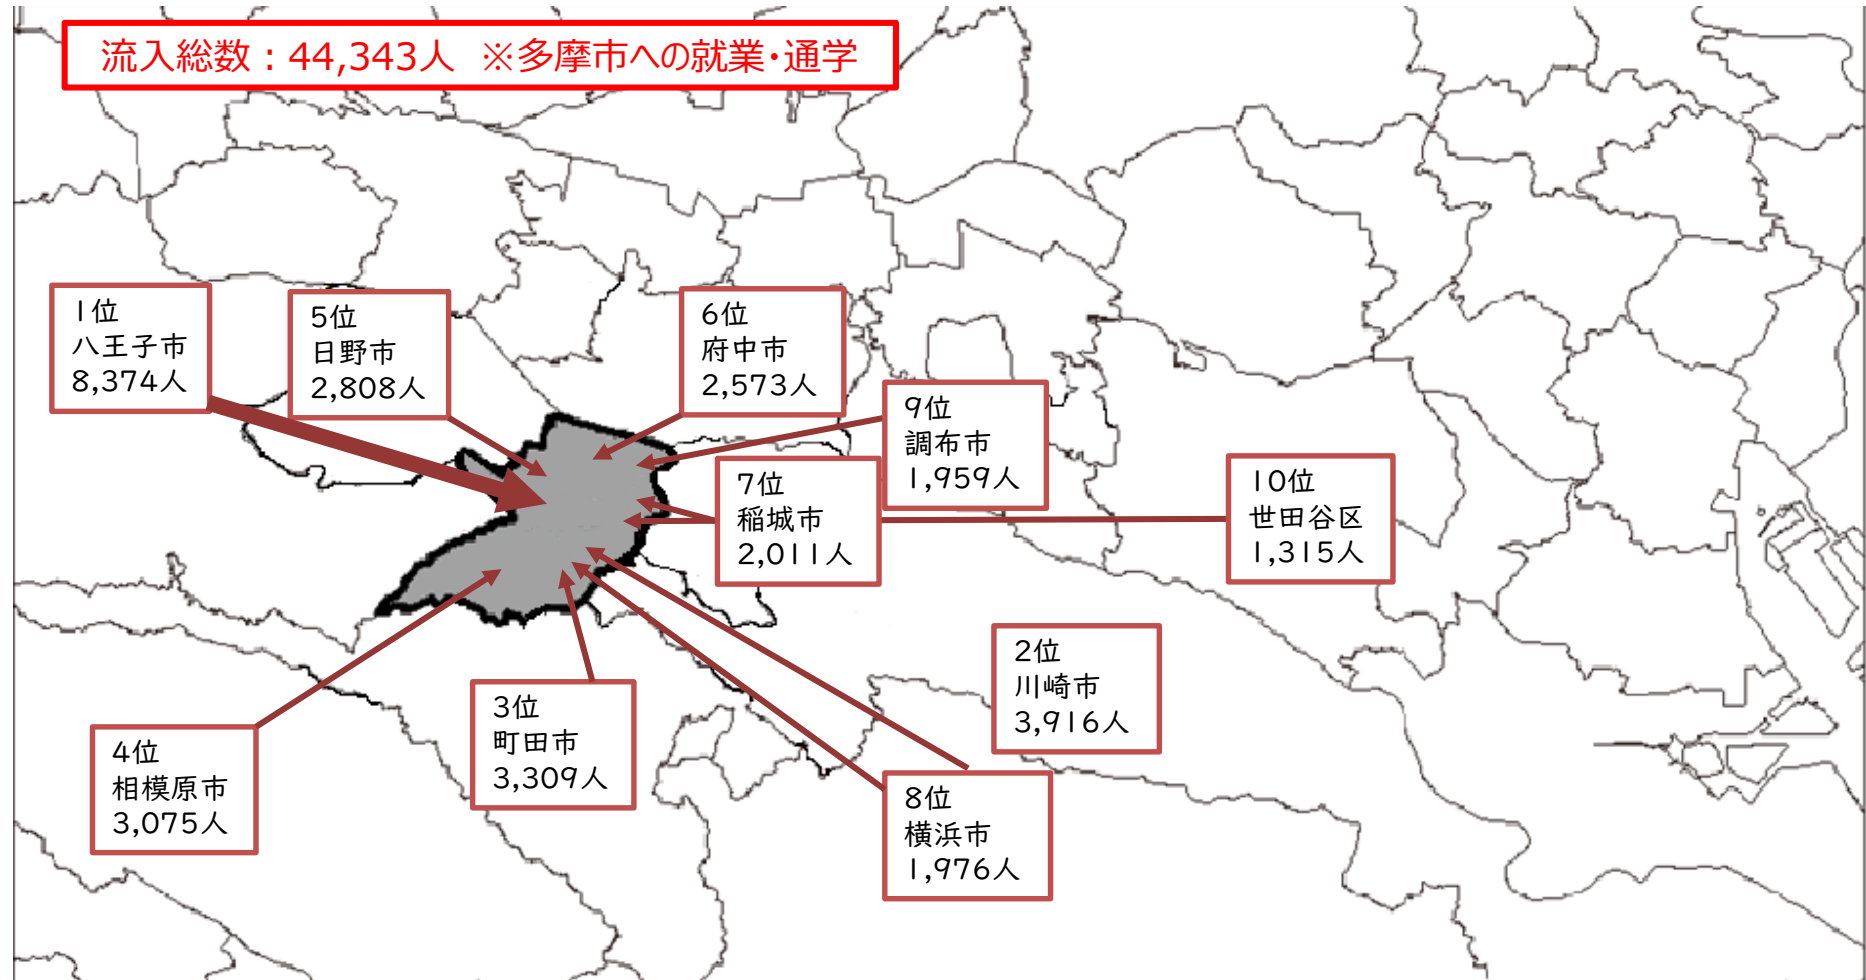 流入総数：44,343人 ※多摩市への就業・通学
1位
八王子市
8,374人
5位
日野市
2,808人
6位
府中市
2,573人
9位
調布市
1,959人
7位
稲城市
2,011人
10位
世田谷区
1,315人
2位
川崎市
3,916人
3位
町田市
3,309人
4位
相模原市
3,075人
8位
横浜市
1,976人